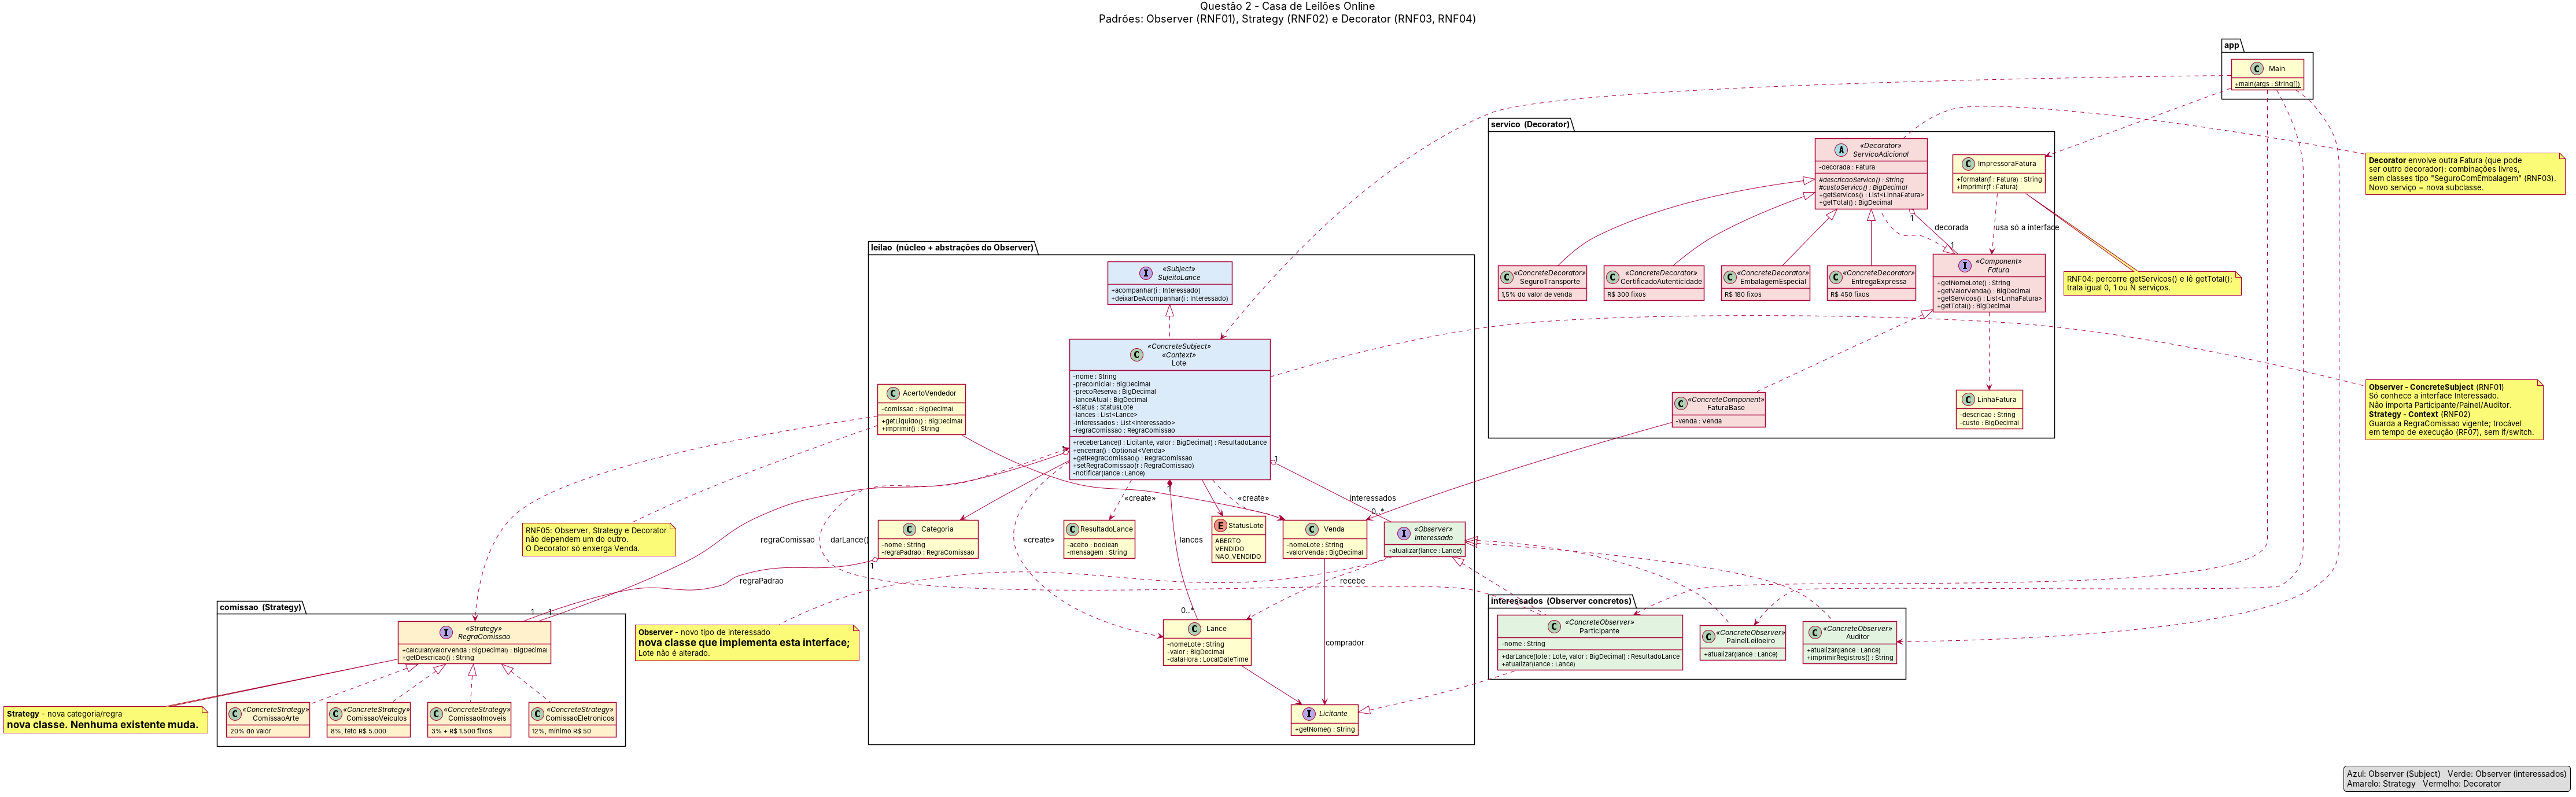 Questão 2 - Casa de Leilões Online
Padrões: Observer (RNF01), Strategy (RNF02) e Decorator (RNF03, RNF04)
app
C Main
+main(args : String[])
servico (Decorator)
A «Decorator»
ServicoAdicional
-decorada : Fatura
#descricaoServico() : String
#custoServico() : BigDecimal
+getServicos() : List<LinhaFatura>
+getTotal() : BigDecimal
C ImpressoraFatura
+formatar(f : Fatura) : String
+imprimir(f : Fatura)
Decorator envolve outra Fatura (que pode
ser outro decorador): combinações livres,
sem classes tipo "SeguroComEmbalagem" (RNF03).
Novo serviço = nova subclasse.
1
decorada
1
usa só a interface
C «ConcreteDecorator»
SeguroTransporte
1,5% do valor de venda
C «ConcreteDecorator»
CertificadoAutenticidade
R$ 300 fixos
C «ConcreteDecorator»
EmbalagemEspecial
R$ 180 fixos
C «ConcreteDecorator»
EntregaExpressa
R$ 450 fixos
I «Component»
Fatura
+getNomeLote() : String
+getValorVenda() : BigDecimal
+getServicos() : List<LinhaFatura>
+getTotal() : BigDecimal
RNF04: percorre getServicos() e lê getTotal();
trata igual 0, 1 ou N serviços.
C «ConcreteComponent»
FaturaBase
-venda : Venda
C LinhaFatura
-descricao : String
-custo : BigDecimal
leilao (núcleo + abstrações do Observer)
I «Subject»
SujeitoLance
+acompanhar(i : Interessado)
+deixarDeAcompanhar(i : Interessado)
C «ConcreteSubject»
«Context»
Lote
-nome : String
-precoInicial : BigDecimal
-precoReserva : BigDecimal
-lanceAtual : BigDecimal
-status : StatusLote
-lances : List<Lance>
-interessados : List<Interessado>
-regraComissao : RegraComissao
+receberLance(l : Licitante, valor : BigDecimal) : ResultadoLance
+encerrar() : Optional<Venda>
+getRegraComissao() : RegraComissao
+setRegraComissao(r : RegraComissao)
-notificar(lance : Lance)
Observer - ConcreteSubject (RNF01)
Só conhece a interface Interessado.
Não importa Participante/Painel/Auditor.
Strategy - Context (RNF02)
Guarda a RegraComissao vigente; trocável
em tempo de execução (RF07), sem if/switch.
C AcertoVendedor
-comissao : BigDecimal
+getLiquido() : BigDecimal
+imprimir() : String
1
1
1
«create»
«create»
interessados
0..*
RNF05: Observer, Strategy e Decorator
não dependem um do outro.
O Decorator só enxerga Venda.
regraComissao
darLance()
C Categoria
-nome : String
-regraPadrao : RegraComissao
«create»
C ResultadoLance
-aceito : boolean
-mensagem : String
lances
E StatusLote
ABERTO
VENDIDO
NAO_VENDIDO
C Venda
-nomeLote : String
-valorVenda : BigDecimal
I «Observer»
Interessado
+atualizar(lance : Lance)
1
regraPadrao
recebe
comissao (Strategy)
1
1
I «Strategy»
RegraComissao
+calcular(valorVenda : BigDecimal) : BigDecimal
+getDescricao() : String
Observer - novo tipo de interessado
nova classe que implementa esta interface;
Lote não é alterado.
0..*
C Lance
-nomeLote : String
-valor : BigDecimal
-dataHora : LocalDateTime
comprador
interessados (Observer concretos)
C «ConcreteObserver»
Participante
-nome : String
+darLance(lote : Lote, valor : BigDecimal) : ResultadoLance
+atualizar(lance : Lance)
C «ConcreteObserver»
PainelLeiloeiro
+atualizar(lance : Lance)
C «ConcreteObserver»
Auditor
+atualizar(lance : Lance)
+imprimirRegistros() : String
Strategy - nova categoria/regra
nova classe. Nenhuma existente muda.
C «ConcreteStrategy»
ComissaoArte
20% do valor
C «ConcreteStrategy»
ComissaoVeiculos
8%, teto R$ 5.000
C «ConcreteStrategy»
ComissaoImoveis
3% + R$ 1.500 fixos
C «ConcreteStrategy»
ComissaoEletronicos
12%, mínimo R$ 50
I Licitante
+getNome() : String
Azul: Observer (Subject) Verde: Observer (interessados)
Amarelo: Strategy Vermelho: Decorator